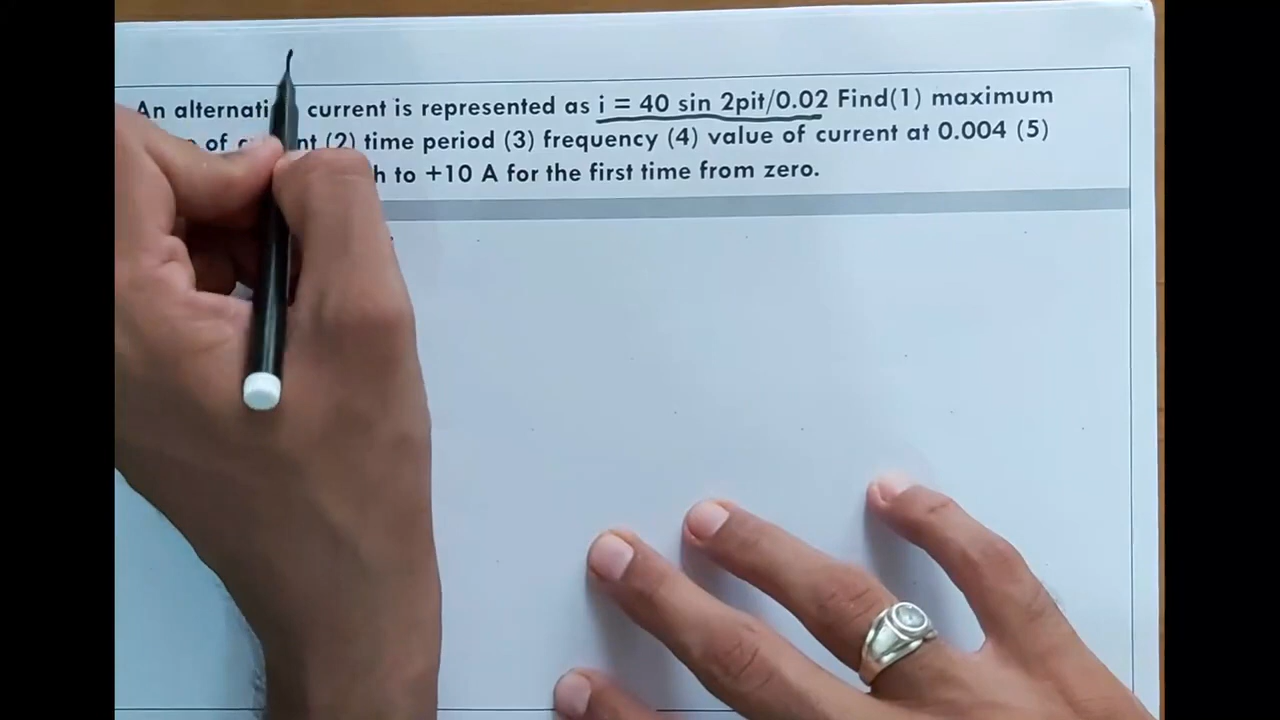 An alternati current is represented as i = 40 sin 2pit/0.02 Find(1) maximum
of (2) time period (3) frequency (4) value of current at 0.004 (5)
to +10 A for the first time from zero.